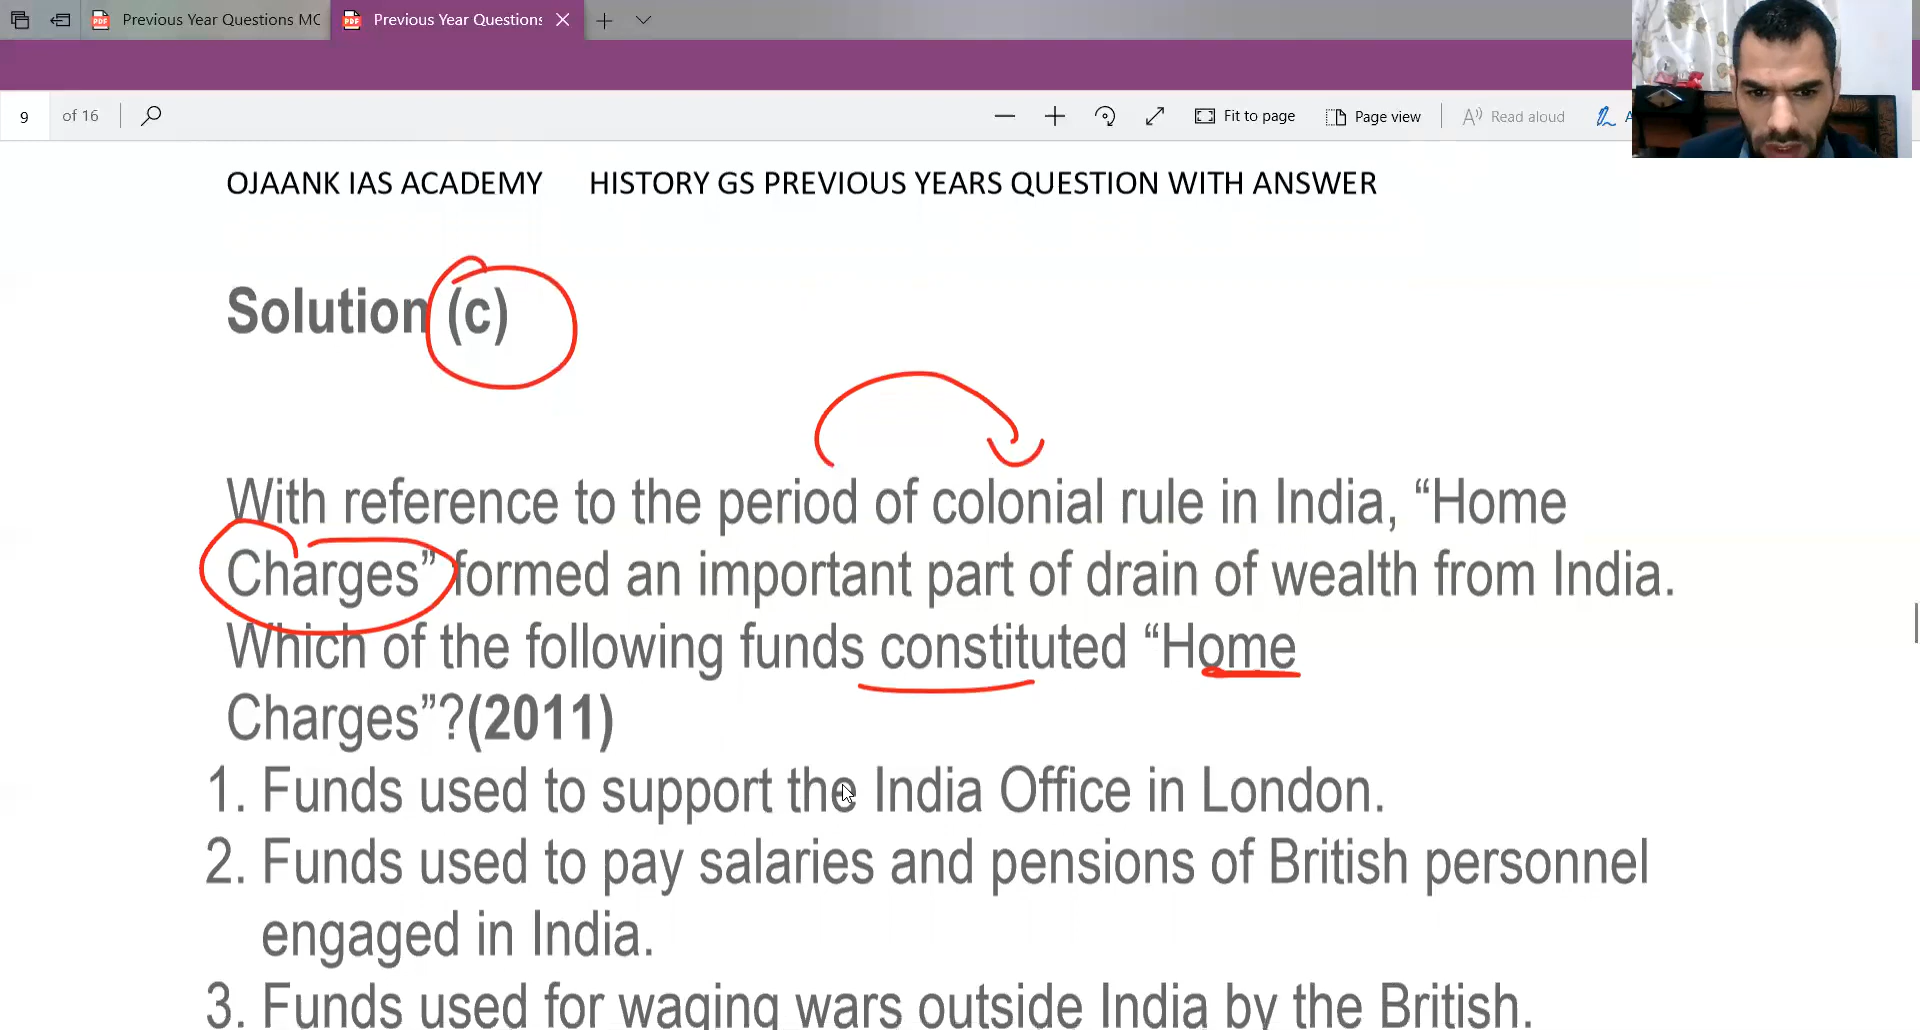 Previous Year Questions MC
Previous Year Questions
9 of 16
Fit to page
Page view
Read aloud
OJAANK IAS ACADEMY HISTORY GS PREVIOUS YEARS QUESTION WITH ANSWER
Solution (c)
With reference to the period of colonial rule in India, “Home
Charges” formed an important part of drain of wealth from India.
Which of the following funds constituted “Home
Charges”?(2011)
1. Funds used to support the India Office in London.
2. Funds used to pay salaries and pensions of British personnel
engaged in India.
3. Funds used for waging wars outside India by the British.